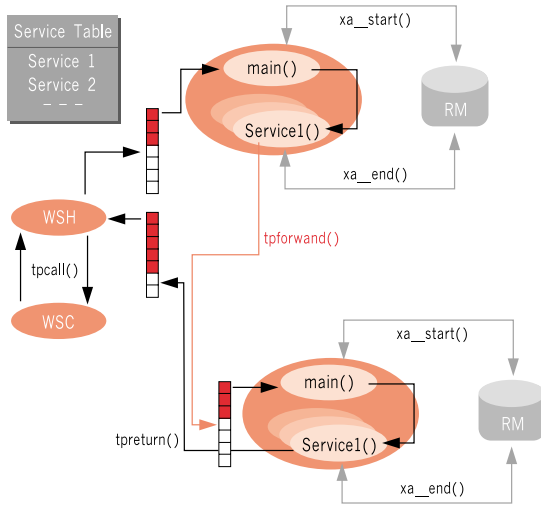 Service Table
Service 1
Service 2
– – –
xa__start()
main()
RM
Service1()
xa__end()
WSH
tpforwand()
tpcall()
WSC
xa__start()
main()
RM
tpreturn()
Service1()
xa__end()